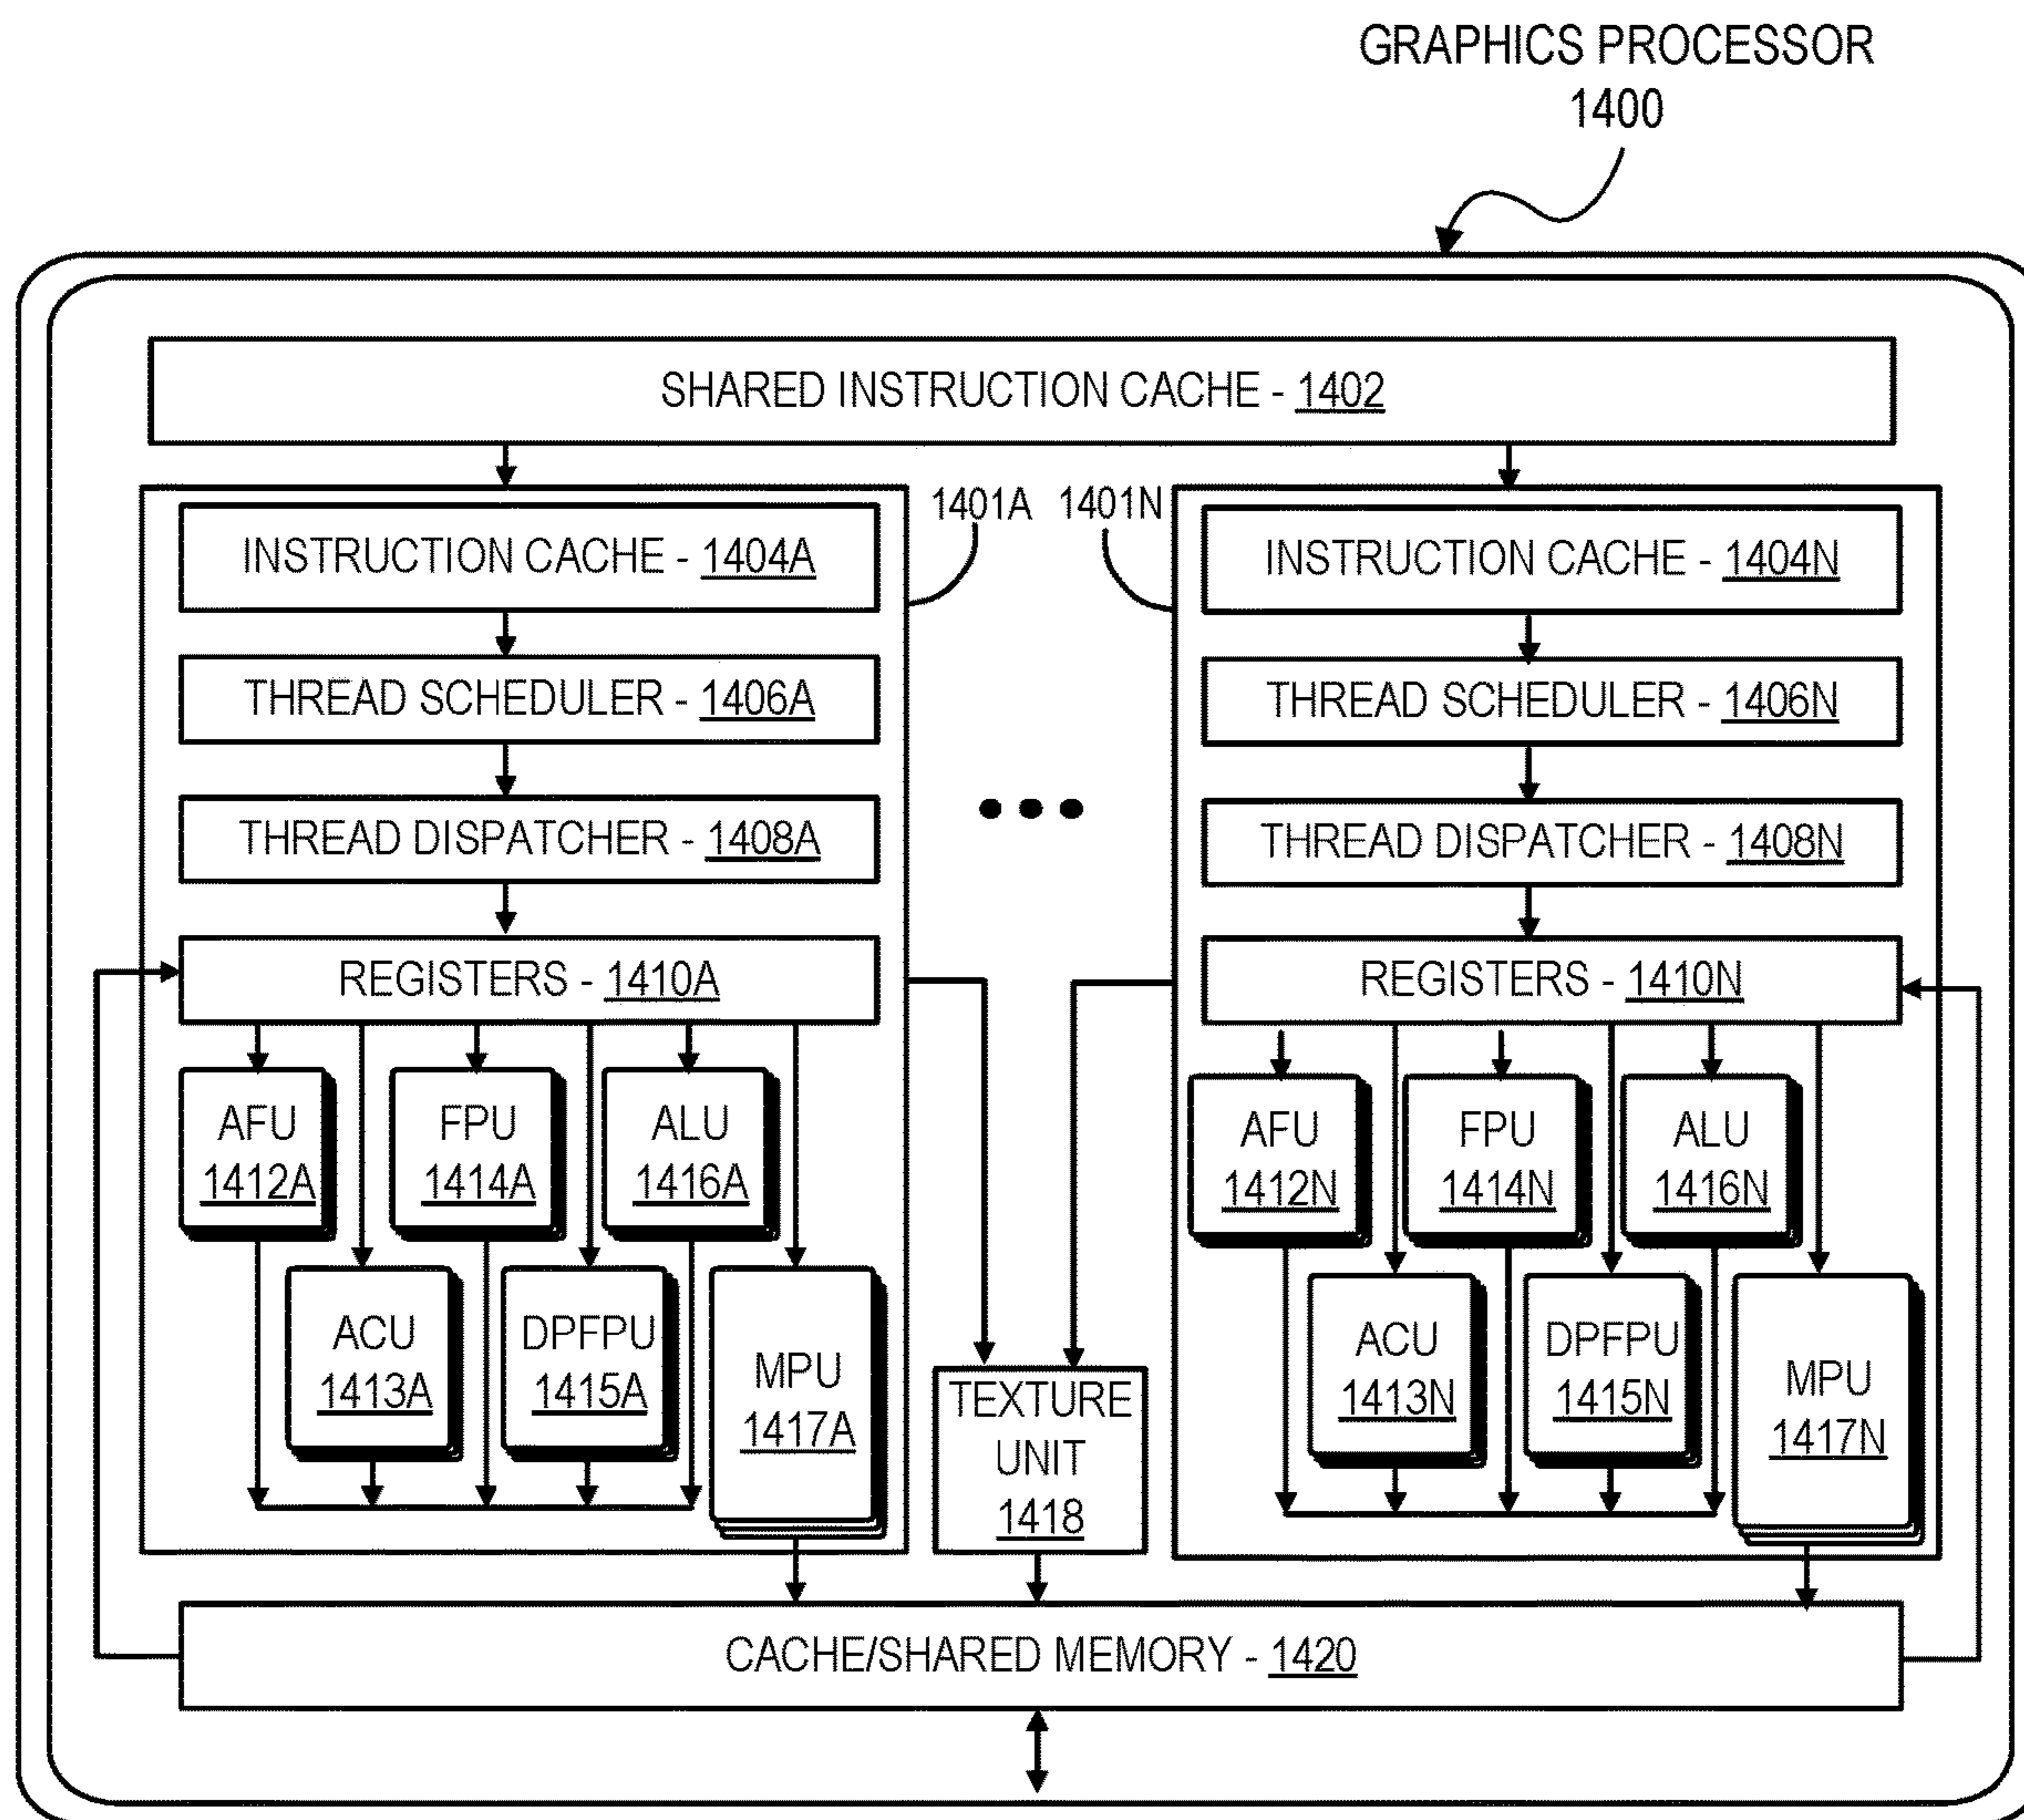 GRAPHICS PROCESSOR
1400
SHARED INSTRUCTION CACHE - 1402
1401A
1401N
INSTRUCTION CACHE - 1404A
THREAD SCHEDULER - 1406A
THREAD DISPATCHER - 1408A
REGISTERS - 1410A
AFU
1412A
FPU
1414A
ALU
1416A
ACU
1413A
DPFPU
1415A
MPU
1417A
INSTRUCTION CACHE - 1404N
THREAD SCHEDULER - 1406N
THREAD DISPATCHER - 1408N
REGISTERS - 1410N
AFU
1412N
FPU
1414N
ALU
1416N
ACU
1413N
DPFPU
1415N
MPU
1417N
TEXTURE
UNIT
1418
CACHE/SHARED MEMORY - 1420